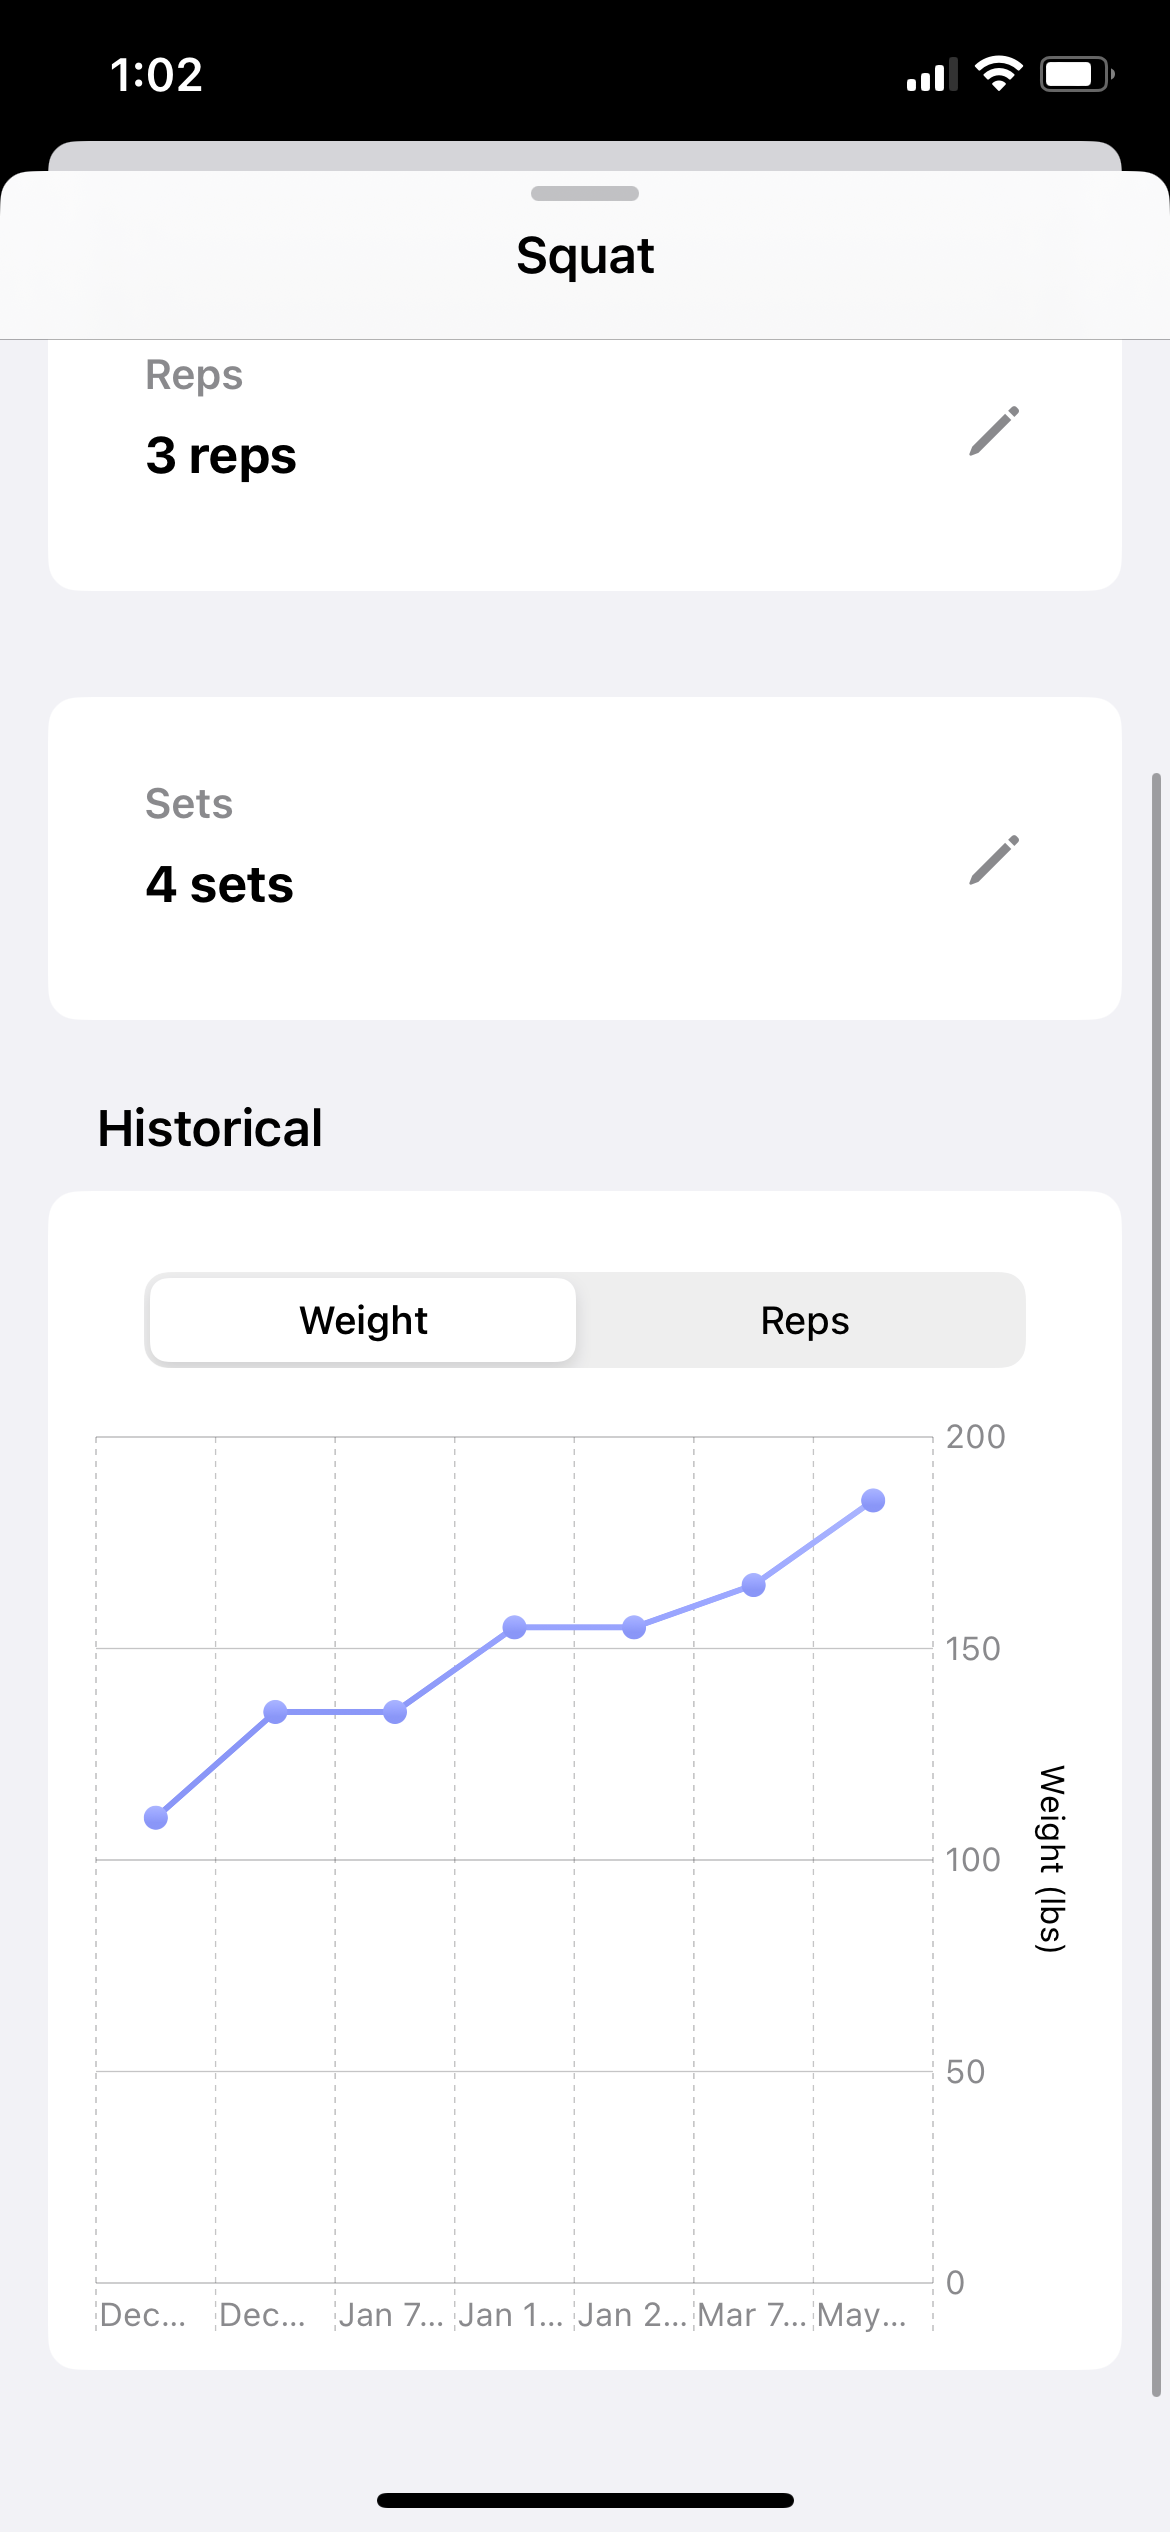 1:02
Squat
Reps
3 reps
Sets
4 sets
Historical
Weight
Reps
200
150
100
50
0
Weight (lbs)
Dec... Dec... Jan 7... Jan 1... Jan 2... Mar 7... May...